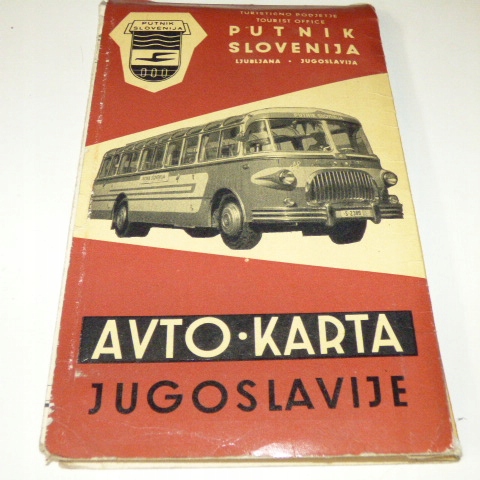 PUTNIK
SLOVENIJA
TURISTIČNO PODJETJE
TOURIST OFFICE
PUTNIK
SLOVENIJA
LJUBLJANA • JUGOSLAVIJA
AVTO•KARTA
JUGOSLAVIJE